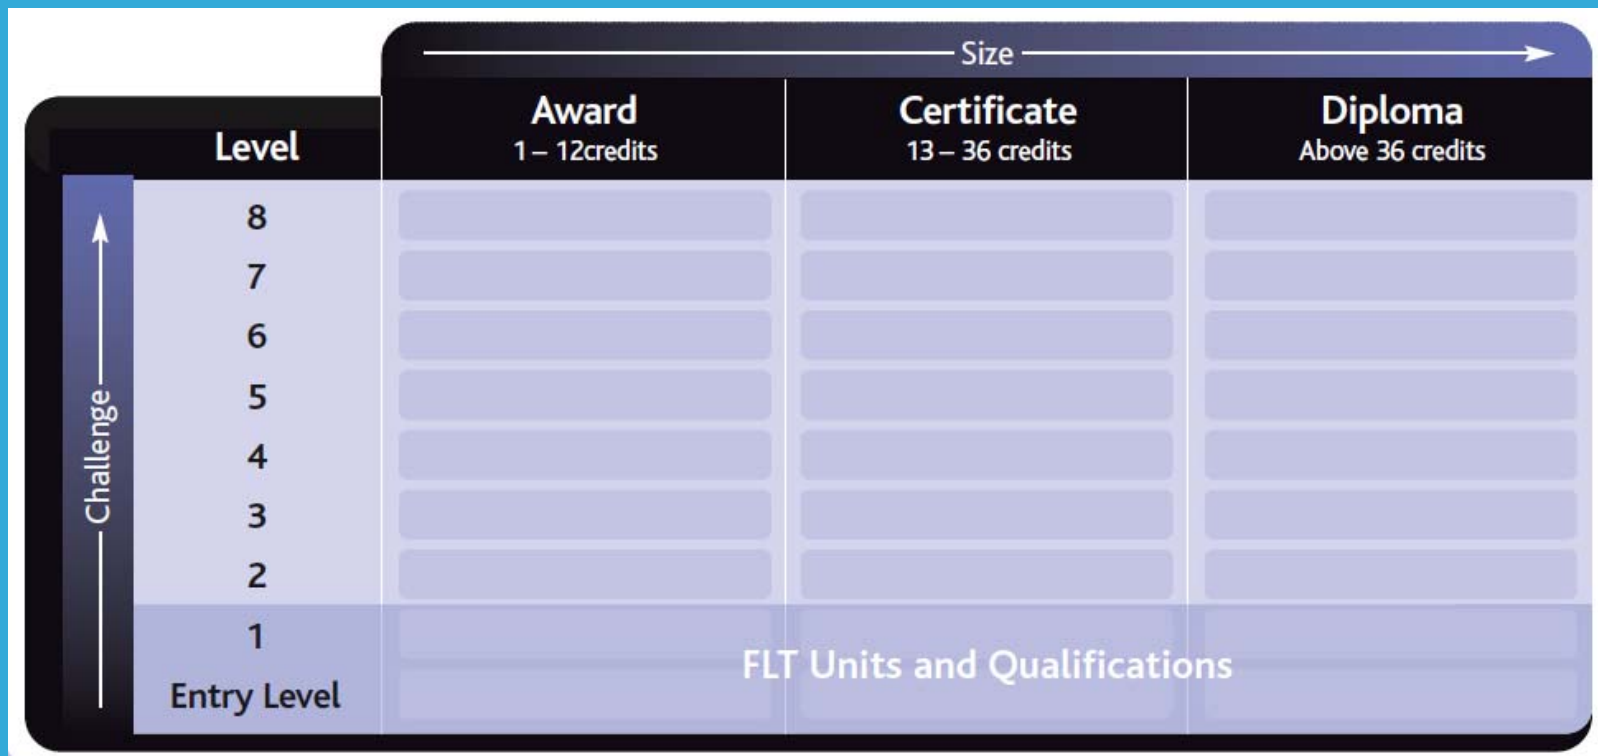 Size
Level
Award
1 – 12credits
Certificate
13 – 36 credits
Diploma
Above 36 credits
Challenge
8
7
6
5
4
3
2
1
FLT Units and Qualifications
Entry Level